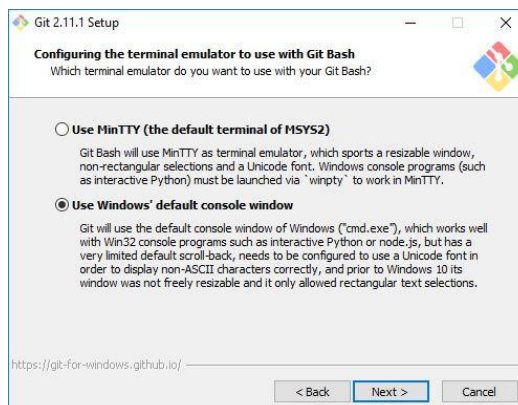 Git 2.11.1 Setup
Configuring the terminal emulator to use with Git Bash
Which terminal emulator do you want to use with your Git Bash?
Use MinTTY (the default terminal of MSYS2)
Git Bash will use MinTTY as terminal emulator, which sports a resizable window,
non-rectangular selections and a Unicode font. Windows console programs (such
as interactive Python) must be launched via `winpty` to work in MinTTY.
Use Windows' default console window
Git will use the default console window of Windows ("cmd.exe"), which works well
with Win32 console programs such as interactive Python or node.js, but has a
very limited default scroll-back, needs to be configured to use a Unicode font in
order to display non-ASCII characters correctly, and prior to Windows 10 its
window was not freely resizable and it only allowed rectangular text selections.
https://git-for-windows.github.io/
< Back Next > Cancel